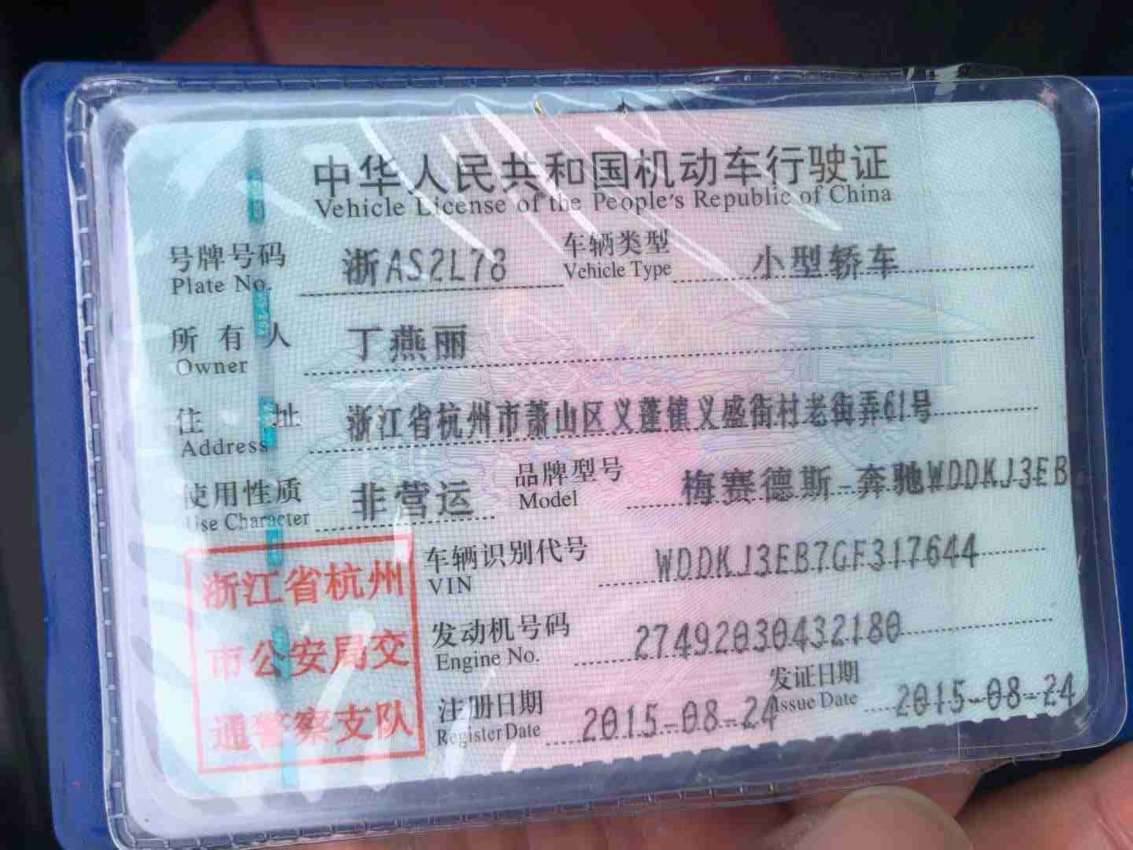 中华人民共和国机动车行驶证
Vehicle License of the People's Republic of China
号牌号码 浙AS2L78 车辆类型 小型轿车
Plate No. Vehicle Type
所有人 丁燕丽
Owner
住址 浙江省杭州市萧山区义蓬镇义盛街村老街弄61号
Address
使用性质 非营运 品牌型号 梅赛德斯-奔驰WDDKJ3EB
Use Character Model
浙江省杭州 车辆识别代号 WDDKJ3EB7GF317644
VIN
市公安局交 发动机号码 27492030432180
Engine No.
通警察支队 注册日期 2015-08-24 发证日期 2015-08-24
Register Date Issue Date